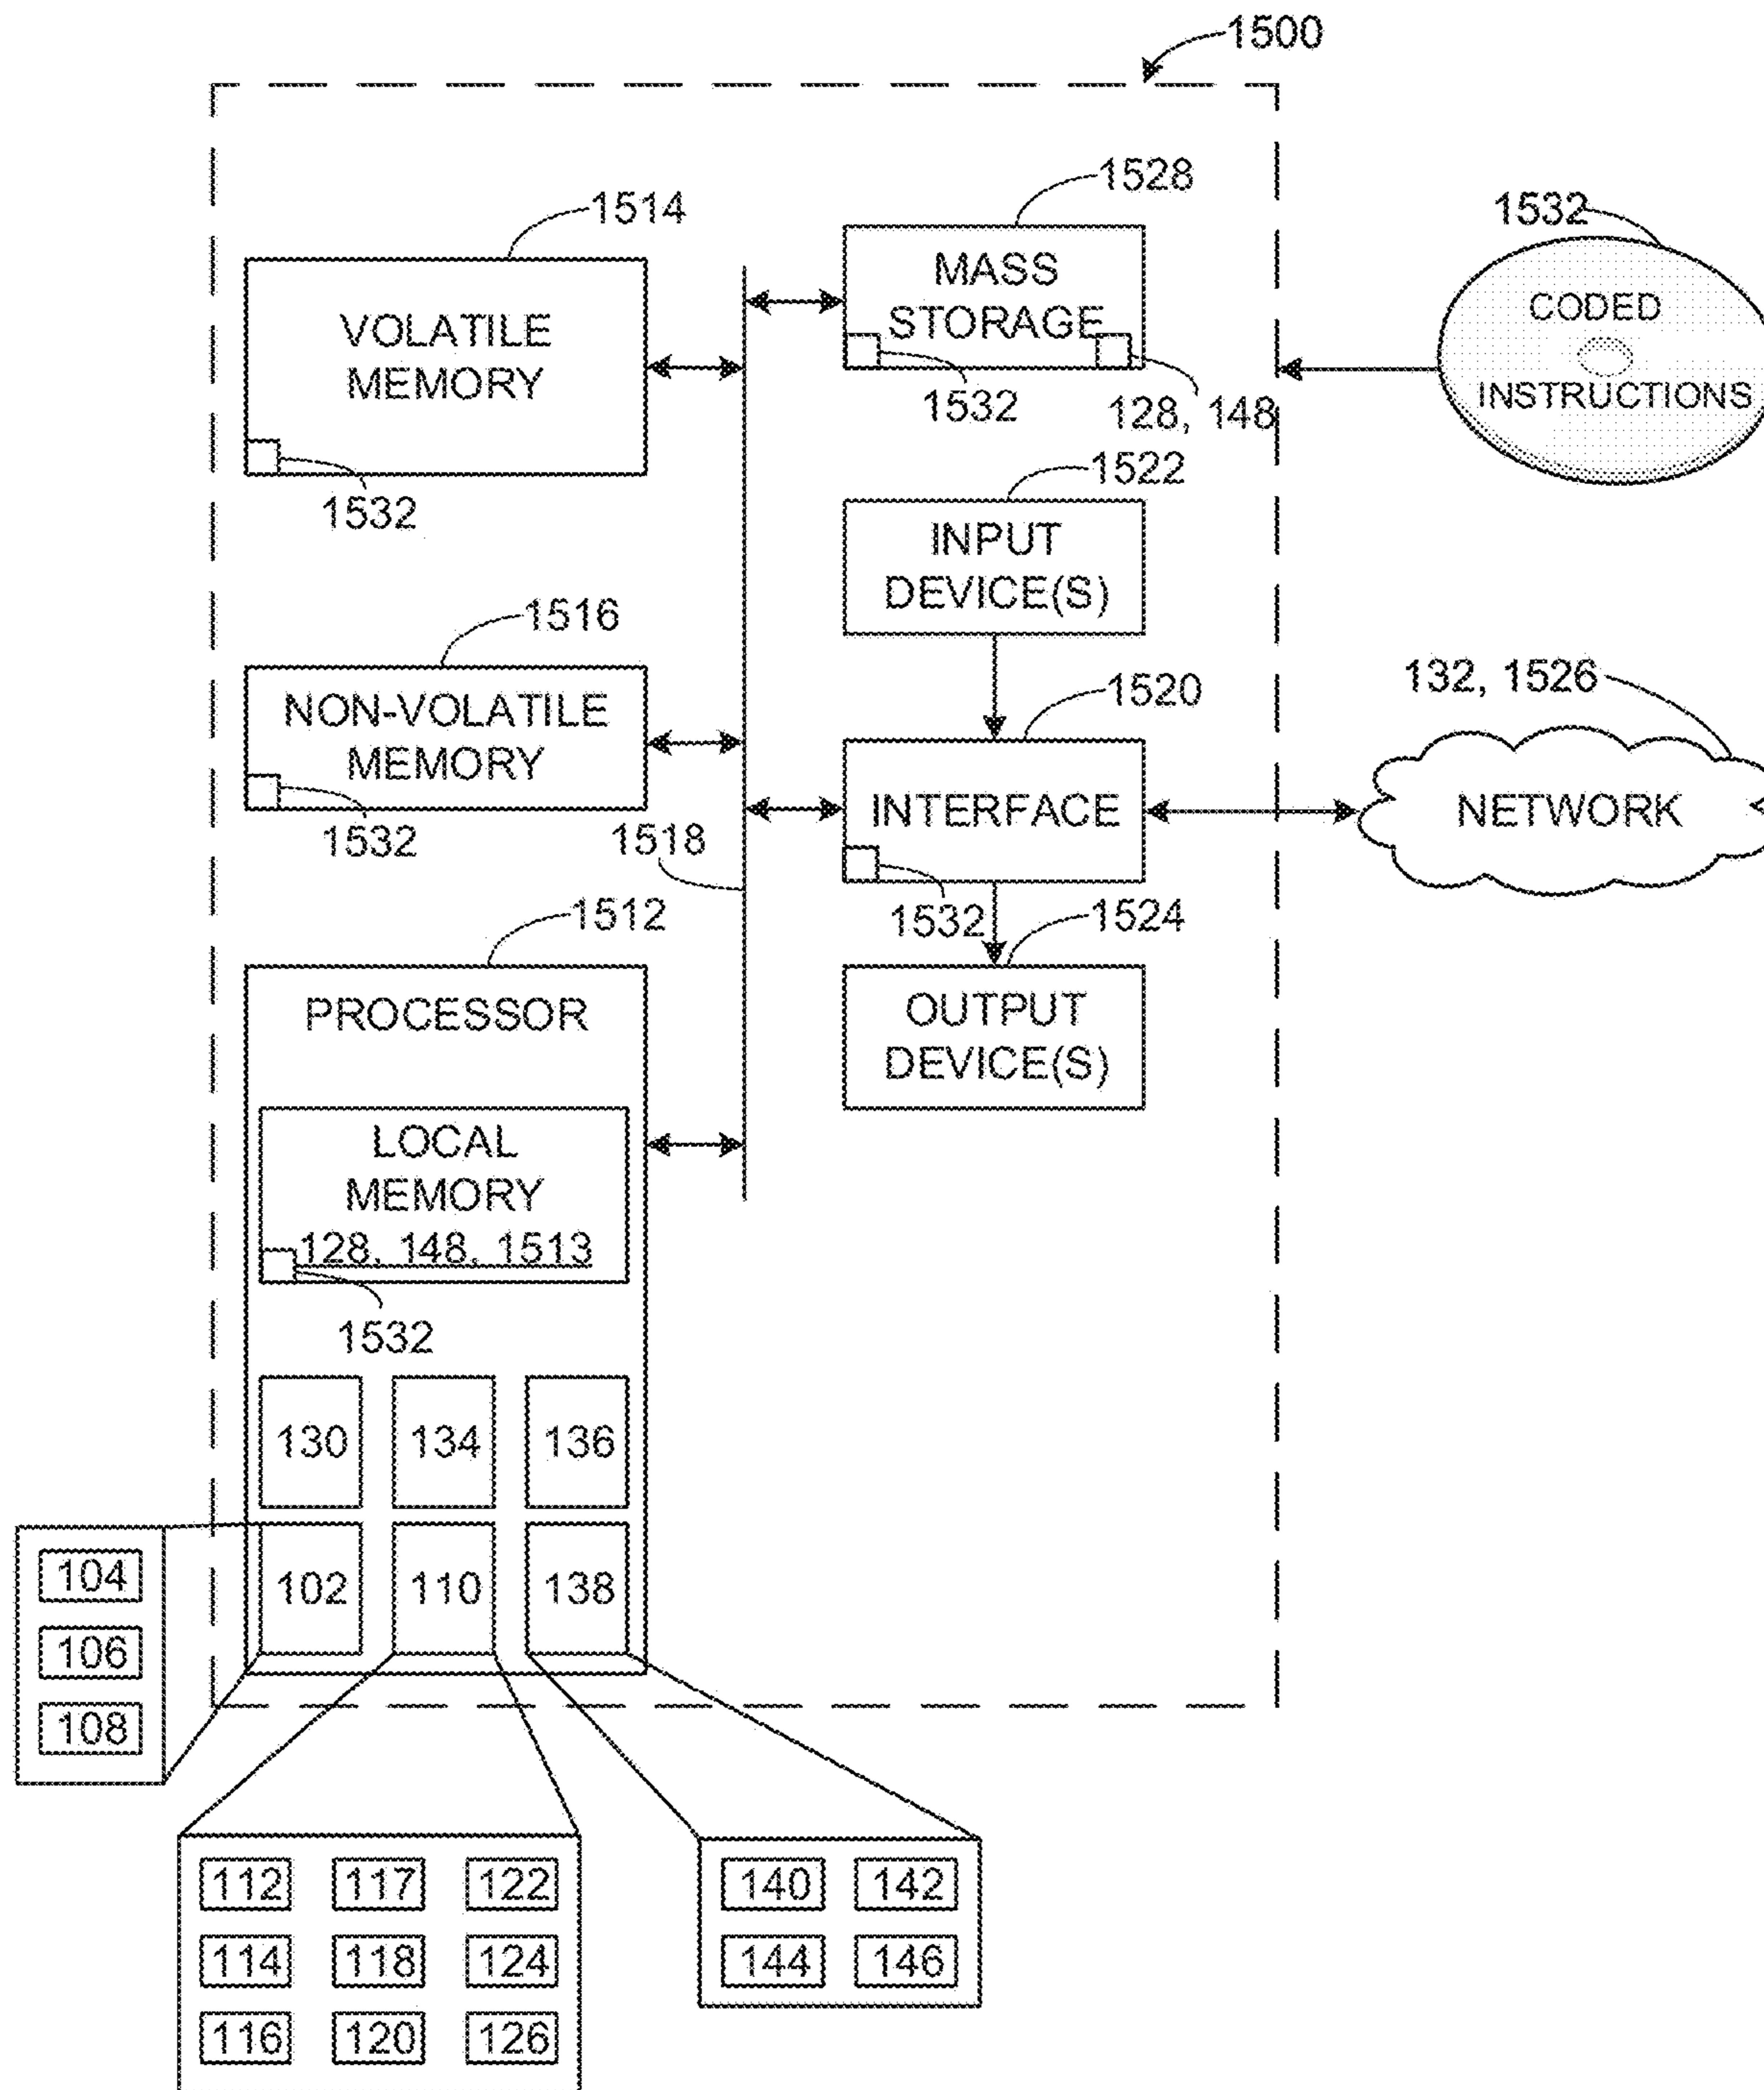 1500
1528
1514
1532
MASS
STORAGE
VOLATILE
MEMORY
CODED
INSTRUCTIONS
1532
128, 148
1532
1522
INPUT
DEVICE(S)
1516
1520
132, 1526
NON-VOLATILE
MEMORY
INTERFACE
NETWORK
1532
1518
1532
1512
1524
PROCESSOR
OUTPUT
DEVICE(S)
LOCAL
MEMORY
128, 148, 1513
1532
130 134 136
102 110 138
104
106
108
112 117 122
114 118 124
116 120 126
140 142
144 146